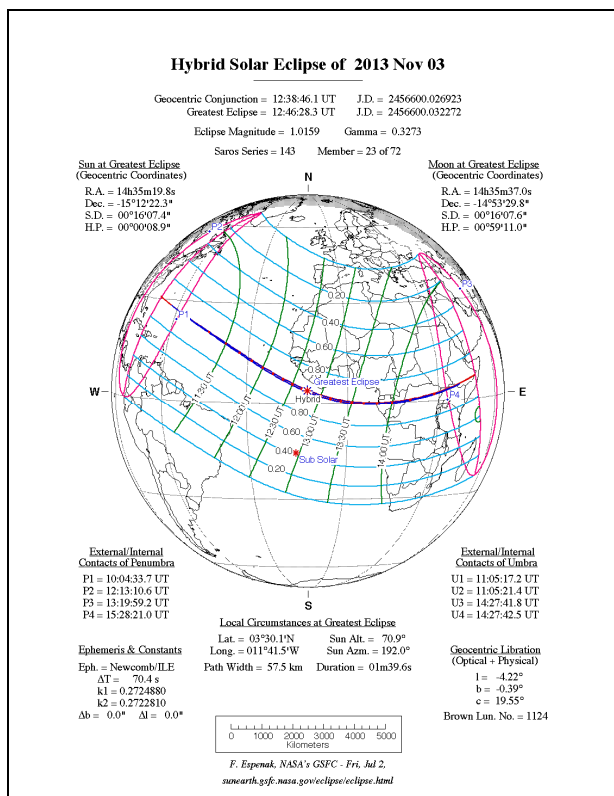 Hybrid Solar Eclipse of 2013 Nov 03
Geocentric Conjunction = 12:38:46.1 UT J.D. = 2456600.026923
Greatest Eclipse = 12:46:28.3 UT J.D. = 2456600.032272
Eclipse Magnitude = 1.0159 Gamma = 0.3273
Saros Series = 143 Member = 23 of 72
Sun at Greatest Eclipse
(Geocentric Coordinates)
R.A. = 14h35m19.8s
Dec. = -15°12'22.3"
S.D. = 00°16'07.4"
H.P. = 00°00'08.9"
Moon at Greatest Eclipse
(Geocentric Coordinates)
R.A. = 14h35m37.0s
Dec. = -14°53'29.8"
S.D. = 00°16'07.6"
H.P. = 00°59'11.0"
N
P2
P3
P1
0.20
0.40
0.60
0.80
Greatest Eclipse
W
E
Hybrid
P4
11:30 UT
12:00 UT
12:30 UT
13:00 UT
13:30 UT
14:00 UT
0.80
0.60
0.40
Sub Solar
0.20
S
External/Internal
Contacts of Penumbra
P1 = 10:04:33.7 UT
P2 = 12:13:10.6 UT
P3 = 13:19:59.2 UT
P4 = 15:28:21.0 UT
External/Internal
Contacts of Umbra
U1 = 11:05:17.2 UT
U2 = 11:05:21.4 UT
U3 = 14:27:41.8 UT
U4 = 14:27:42.5 UT
Local Circumstances at Greatest Eclipse
Lat. = 03°30.1'N Sun Alt. = 70.9°
Long. = 011°41.5'W Sun Azm. = 192.0°
Path Width = 57.5 km Duration = 01m39.6s
Ephemeris & Constants
Eph. = Newcomb/ILE
ΔT = 70.4 s
k1 = 0.2724880
k2 = 0.2722810
Δb = 0.0" Δl = 0.0"
Geocentric Libration
(Optical + Physical)
l = -4.22°
b = -0.39°
c = 19.55°
Brown Lun. No. = 1124
0 1000 2000 3000 4000 5000
Kilometers
F. Espenak, NASA's GSFC - Fri, Jul 2,
sunearth.gsfc.nasa.gov/eclipse/eclipse.html